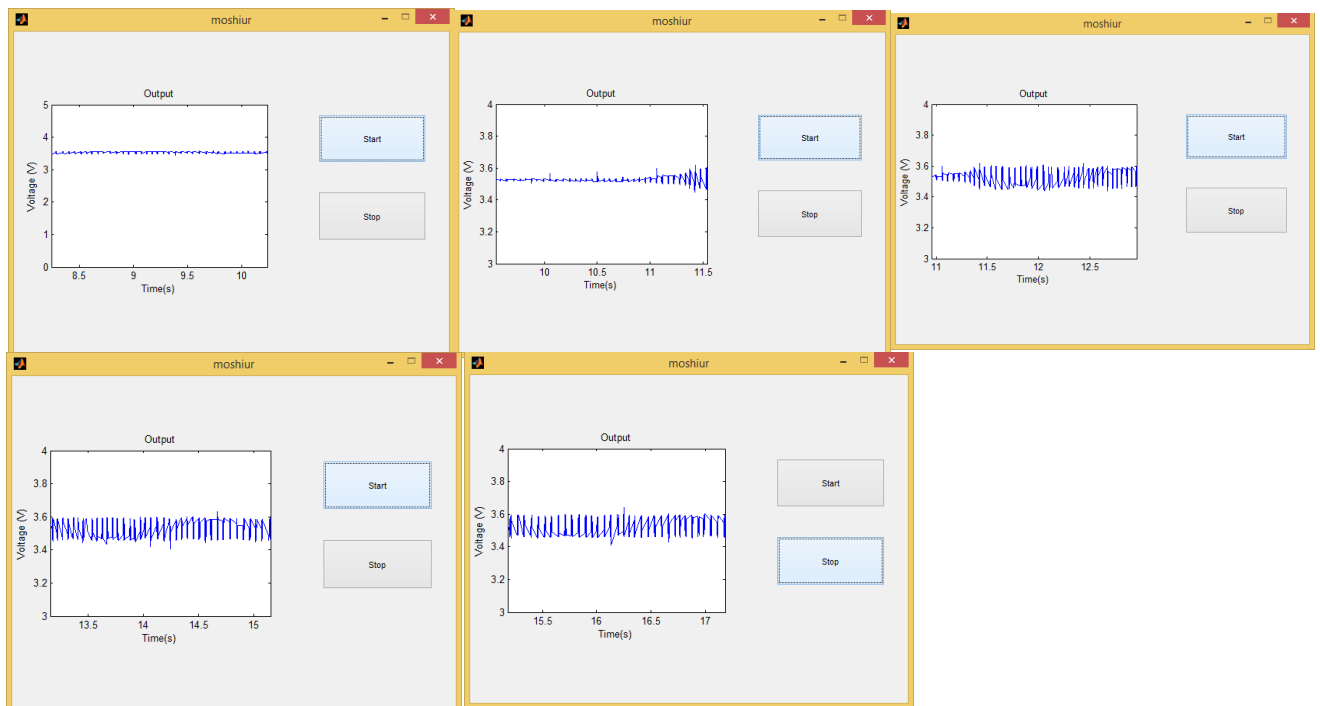 moshiur
Output
5
4
3
2
1
0
Voltage (V)
8.5 9 9.5 10
Time(s)
Start
Stop
moshiur
Output
4
3.8
3.6
3.4
3.2
3
Voltage (V)
10 10.5 11 11.5
Time(s)
Start
Stop
moshiur
Output
4
3.8
3.6
3.4
3.2
3
Voltage (V)
11 11.5 12 12.5
Time(s)
Start
Stop
moshiur
Output
4
3.8
3.6
3.4
3.2
3
Voltage (V)
13.5 14 14.5 15
Time(s)
Start
Stop
moshiur
Output
4
3.8
3.6
3.4
3.2
3
Voltage (V)
15.5 16 16.5 17
Time(s)
Start
Stop